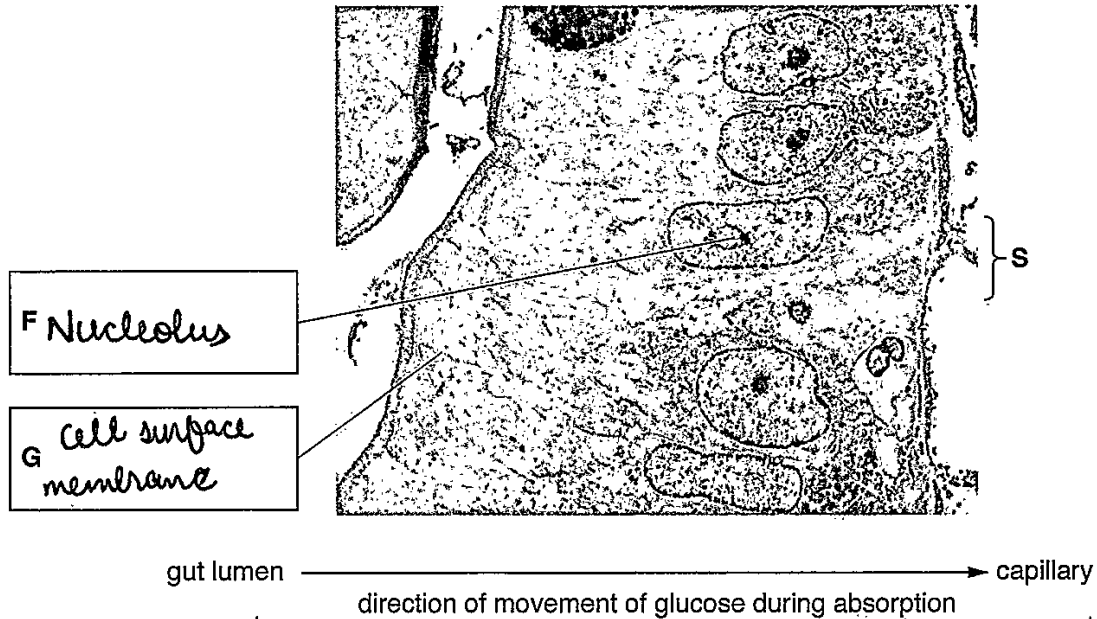 S
F Nucleolus
G cell surface
membrane
gut lumen capillary
direction of movement of glucose during absorption